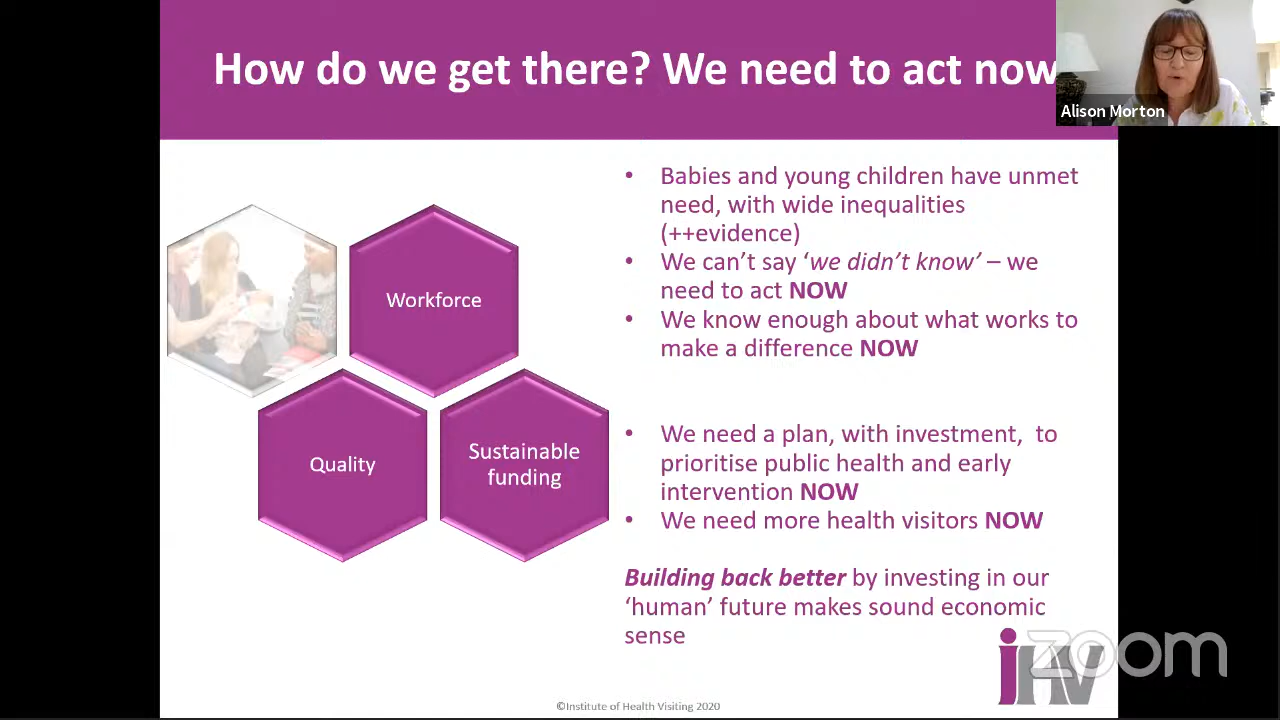 How do we get there? We need to act now
Alison Morton
• Babies and young children have unmet
need, with wide inequalities
(++evidence)
• We can’t say ‘we didn’t know’ – we
need to act NOW
• We know enough about what works to
make a difference NOW
Workforce
Quality
Sustainable
funding
• We need a plan, with investment, to
prioritise public health and early
intervention NOW
• We need more health visitors NOW
Building back better by investing in our
‘human’ future makes sound economic
sense
iHV
zoom
©Institute of Health Visiting 2020